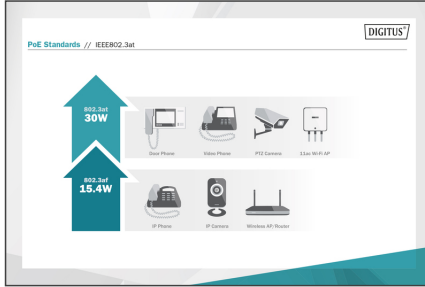 DIGITUS®
PoE Standards // IEEE802.3at
802.3at
30W
Door Phone Video Phone PTZ Camera 11ac Wi-Fi AP
802.3af
15.4W
IP Phone IP Camera Wireless AP/Router